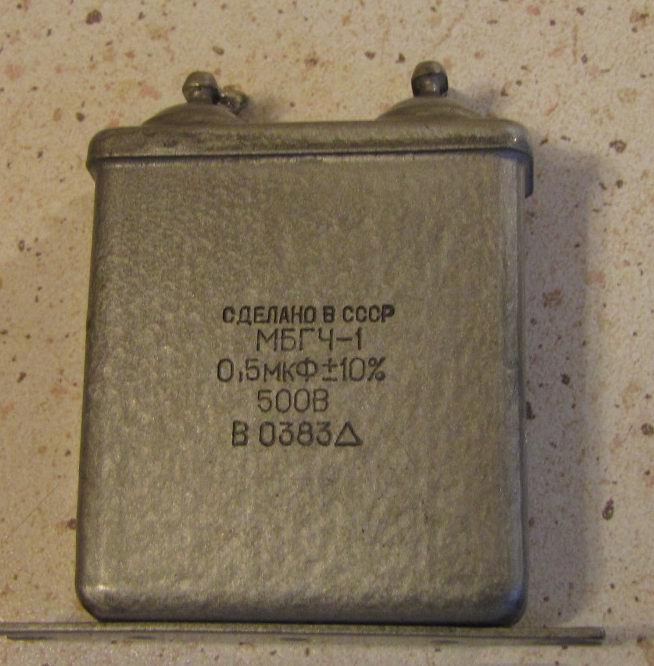 СДЕЛАНО В СССР
МБГЧ-1
0,5мкФ±10%
500В
В 0383△